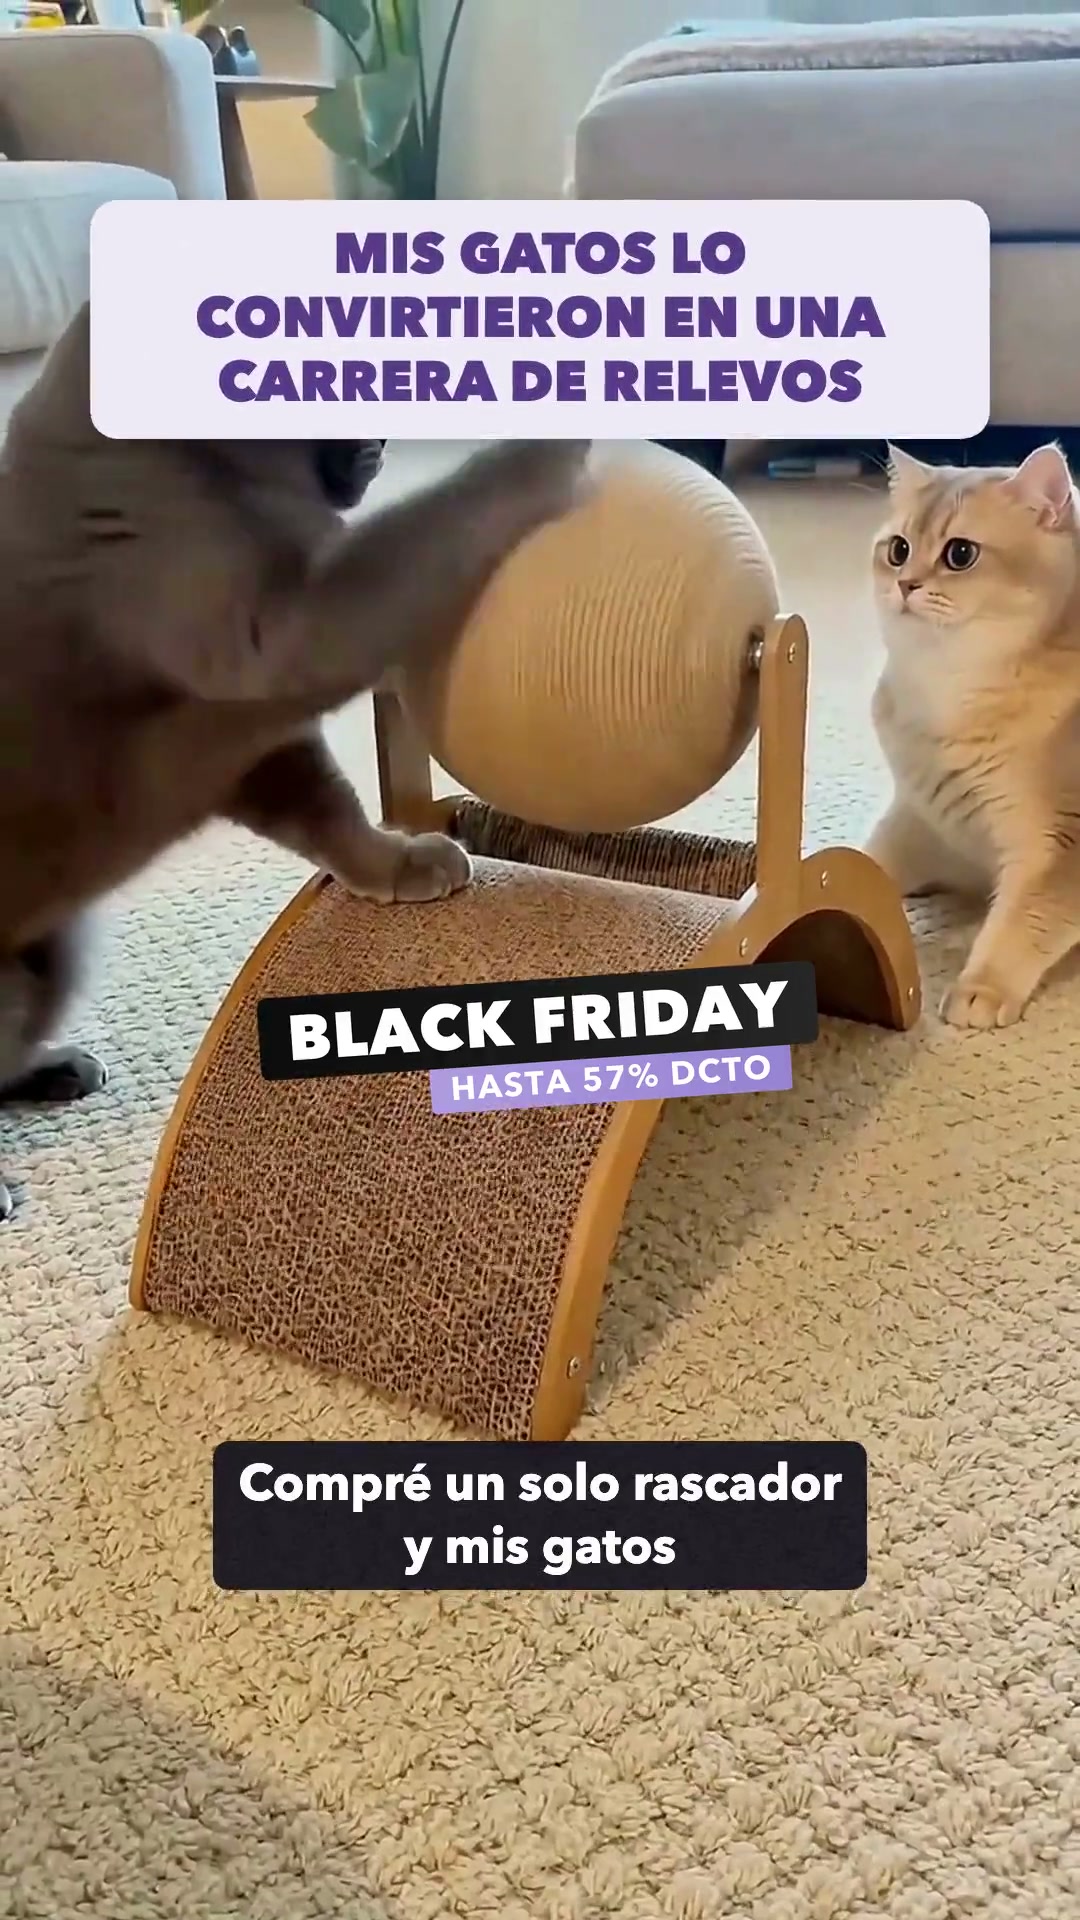 MIS GATOS LO
CONVIRTIERON EN UNA
CARRERA DE RELEVOS
BLACK FRIDAY
HASTA 57% DCTO
Compré un solo rascador
y mis gatos